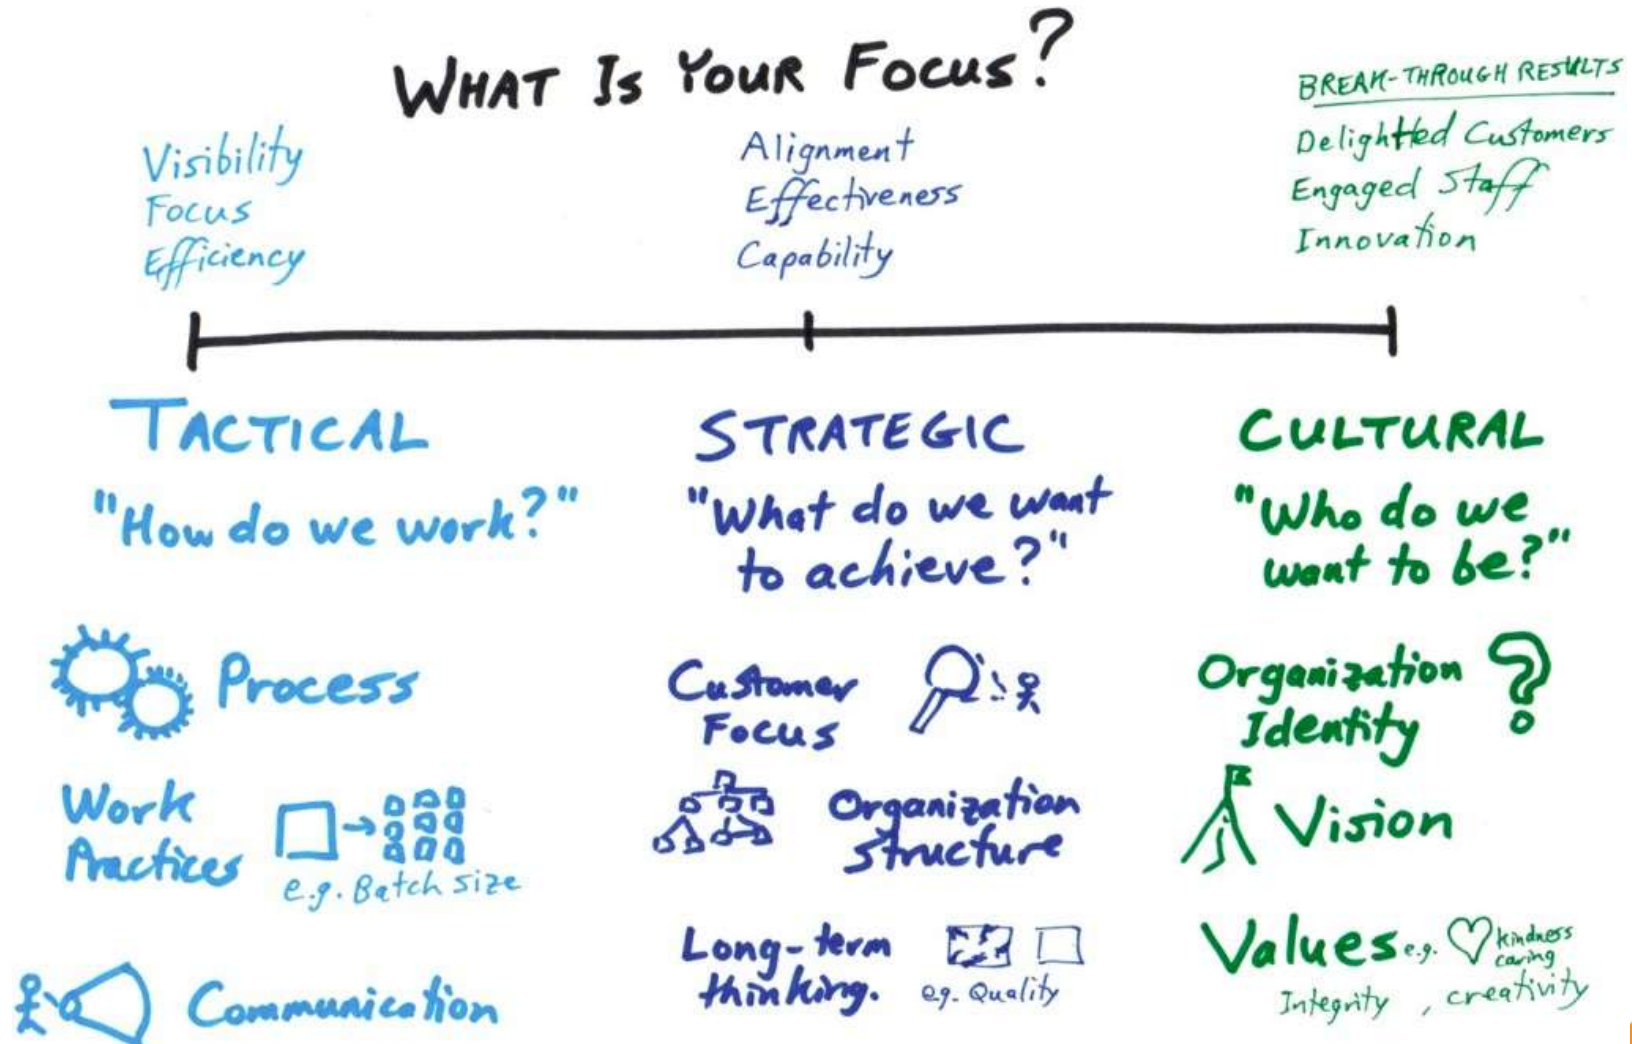 WHAT IS YOUR FOCUS?
Visibility
Focus
Efficiency
Alignment
Effectiveness
Capability
BREAK-THROUGH RESULTS
Delightted Customers
Engaged Staff
Innovation
TACTICAL
"How do we work?"
Process
Work
Practices
e.g. Batch size
Communication
STRATEGIC
"What do we want
to achieve?"
Customer
Focus
Organization
Structure
Long-term
thinking.
eg. Quality
CULTURAL
"Who do we
want to be?"
Organization
Identity
?
Vision
Values e.g. kindness
caring
Integrity, creativity